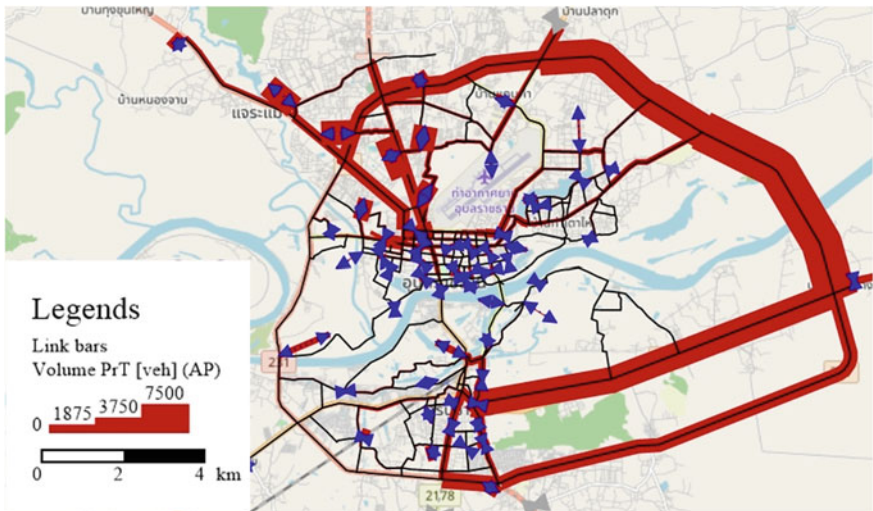 บ้านทุ่งขุนใหญ่
บ้านปลาดุก
บ้านหนองจาน
แจระแม
ท่าอากาศยาน
อุบลราชธานี
231
Legends
Link bars
Volume PrT [veh] (AP)
7500
3750
1875
0
0 2 4 km
2178